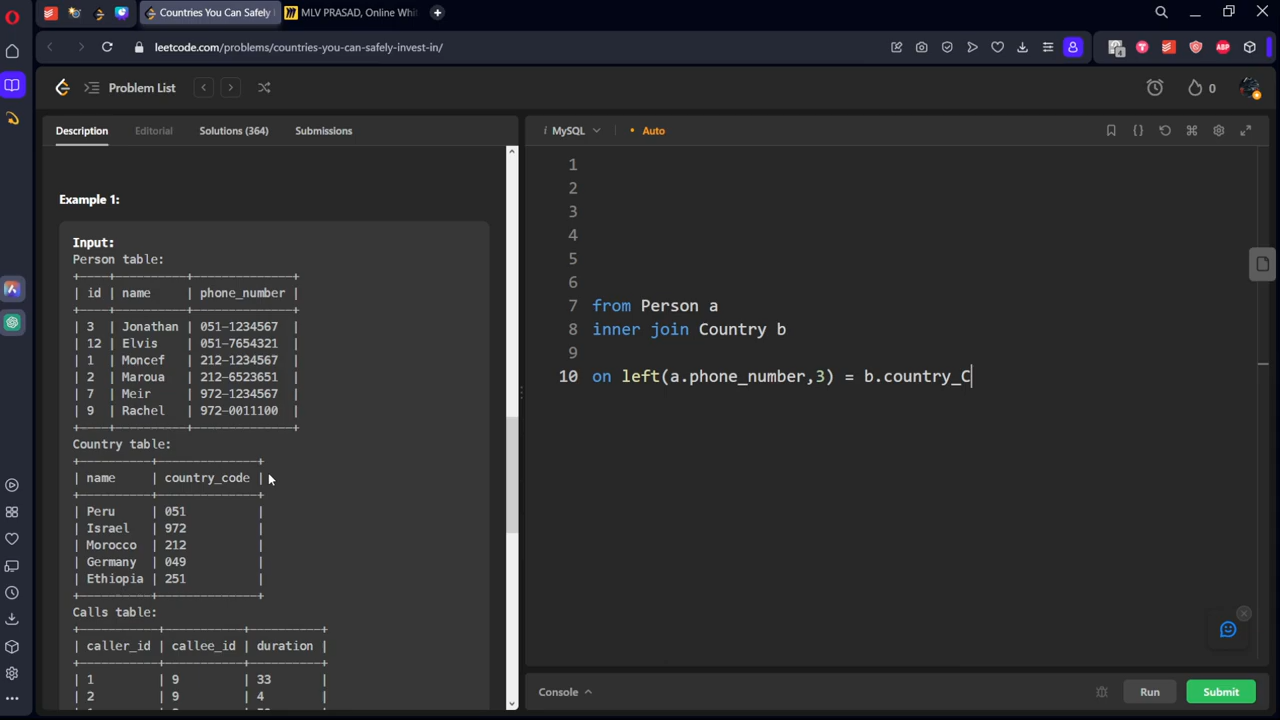 Countries You Can Safely I
MLV PRASAD, Online Whit
leetcode.com/problems/countries-you-can-safely-invest-in/
Problem List
0
Description
Editorial
Solutions (364)
Submissions
i MySQL
• Auto
Example 1:
Input:
Person table:
+----+----------+--------------+
| id | name     | phone_number |
+----+----------+--------------+
| 3  | Jonathan | 051-1234567  |
| 12 | Elvis    | 051-7654321  |
| 1  | Moncef   | 212-1234567  |
| 2  | Maroua   | 212-6523651  |
| 7  | Meir     | 972-1234567  |
| 9  | Rachel   | 972-0011100  |
+----+----------+--------------+
Country table:
+----------+--------------+
| name     | country_code |
+----------+--------------+
| Peru     | 051          |
| Israel   | 972          |
| Morocco  | 212          |
| Germany  | 049          |
| Ethiopia | 251          |
+----------+--------------+
Calls table:
+-----------+-----------+----------+
| caller_id | callee_id | duration |
+-----------+-----------+----------+
| 1         | 9         | 33       |
| 2         | 9         | 4        |
1
2
3
4
5
6
7 from Person a
8 inner join Country b
9
10 on left(a.phone_number,3) = b.country_C
Console
Run
Submit